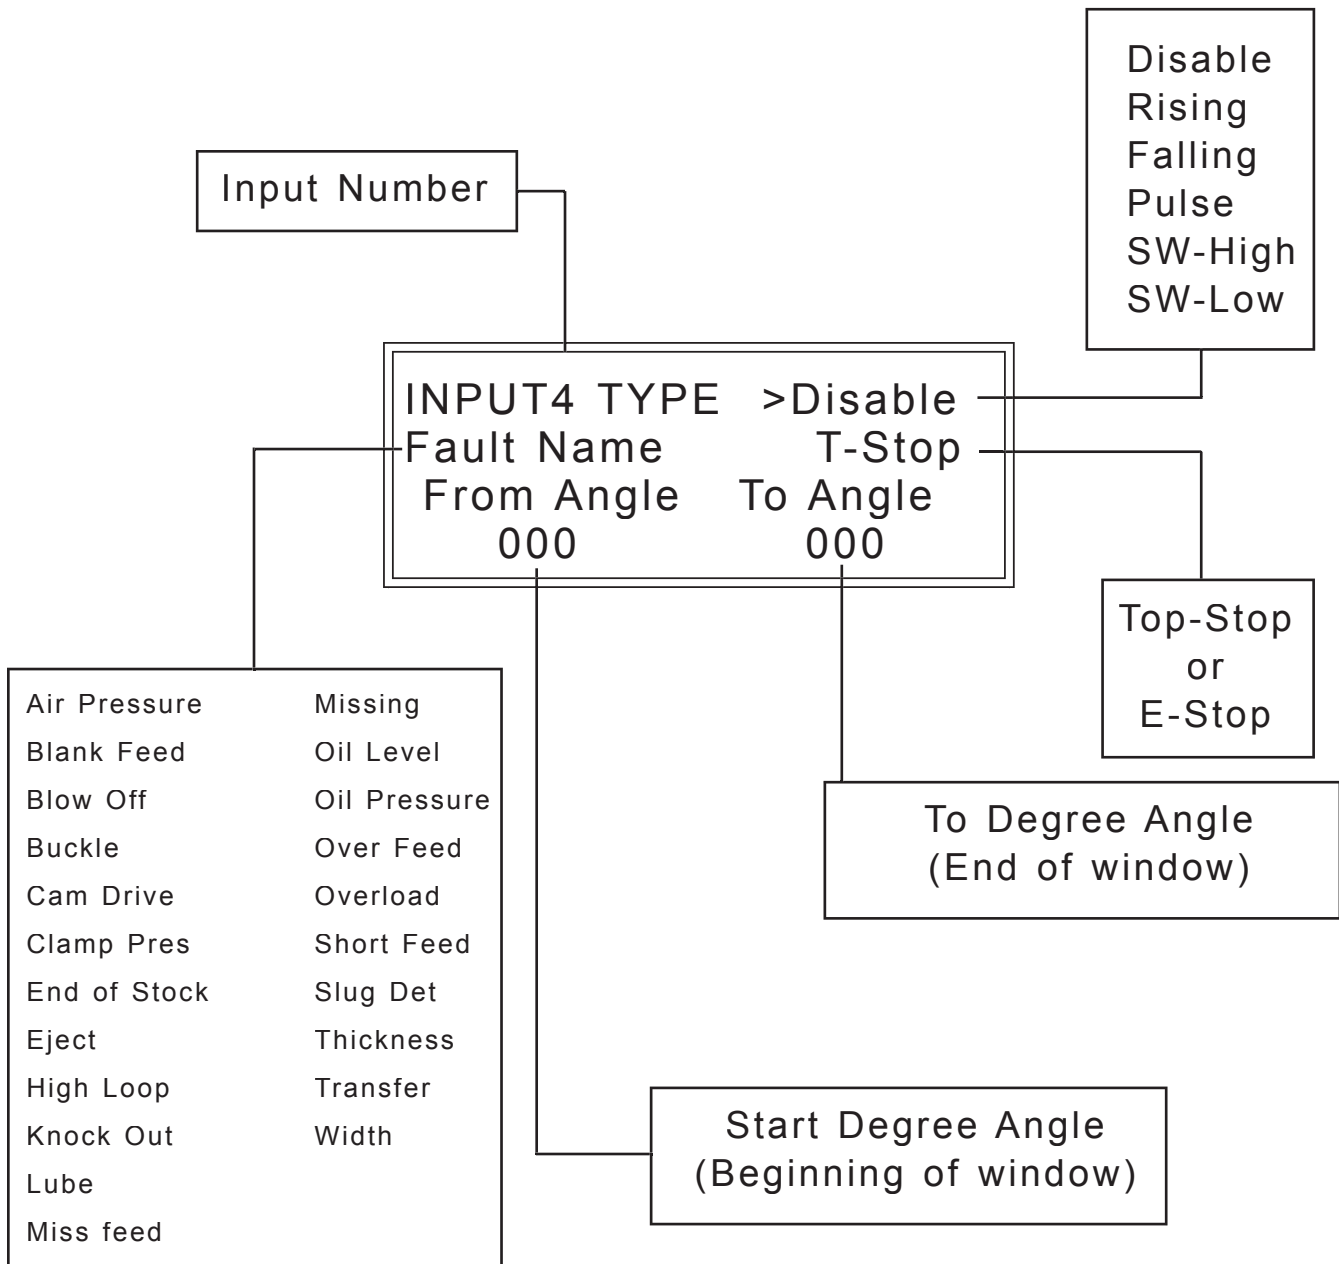 Disable
Rising
Falling
Pulse
SW-High
SW-Low
Input Number
INPUT4 TYPE >Disable
Fault Name T-Stop
From Angle To Angle
000 000
Top-Stop
or
E-Stop
To Degree Angle
(End of window)
Start Degree Angle
(Beginning of window)
Air Pressure
Blank Feed
Blow Off
Buckle
Cam Drive
Clamp Pres
End of Stock
Eject
High Loop
Knock Out
Lube
Miss feed
Missing
Oil Level
Oil Pressure
Over Feed
Overload
Short Feed
Slug Det
Thickness
Transfer
Width